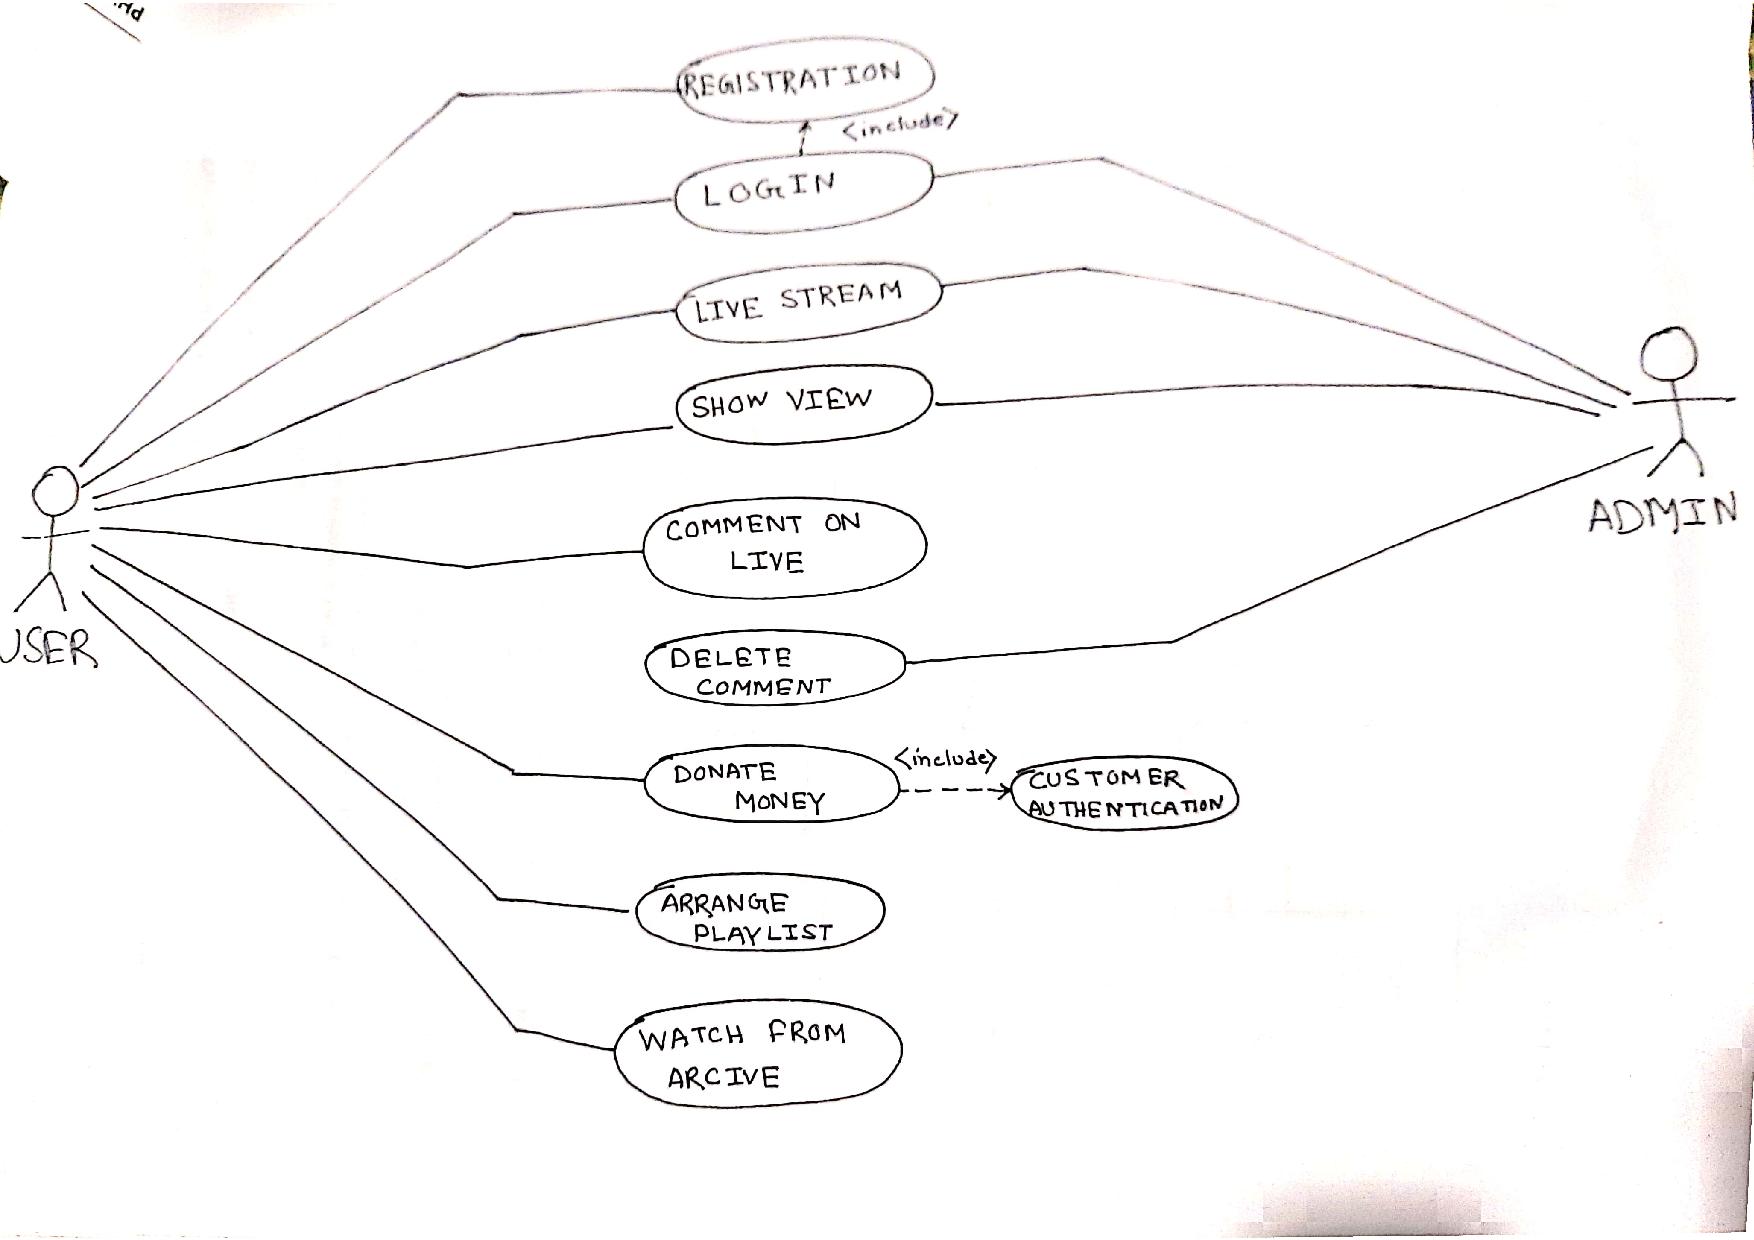 REGISTRATION
<include>
LOGIN
LIVE STREAM
SHOW VIEW
COMMENT ON
LIVE
DELETE
COMMENT
DONATE
MONEY
<include>
CUSTOMER
AUTHENTICATION
ARRANGE
PLAYLIST
WATCH FROM
ARCIVE
USER
ADMIN